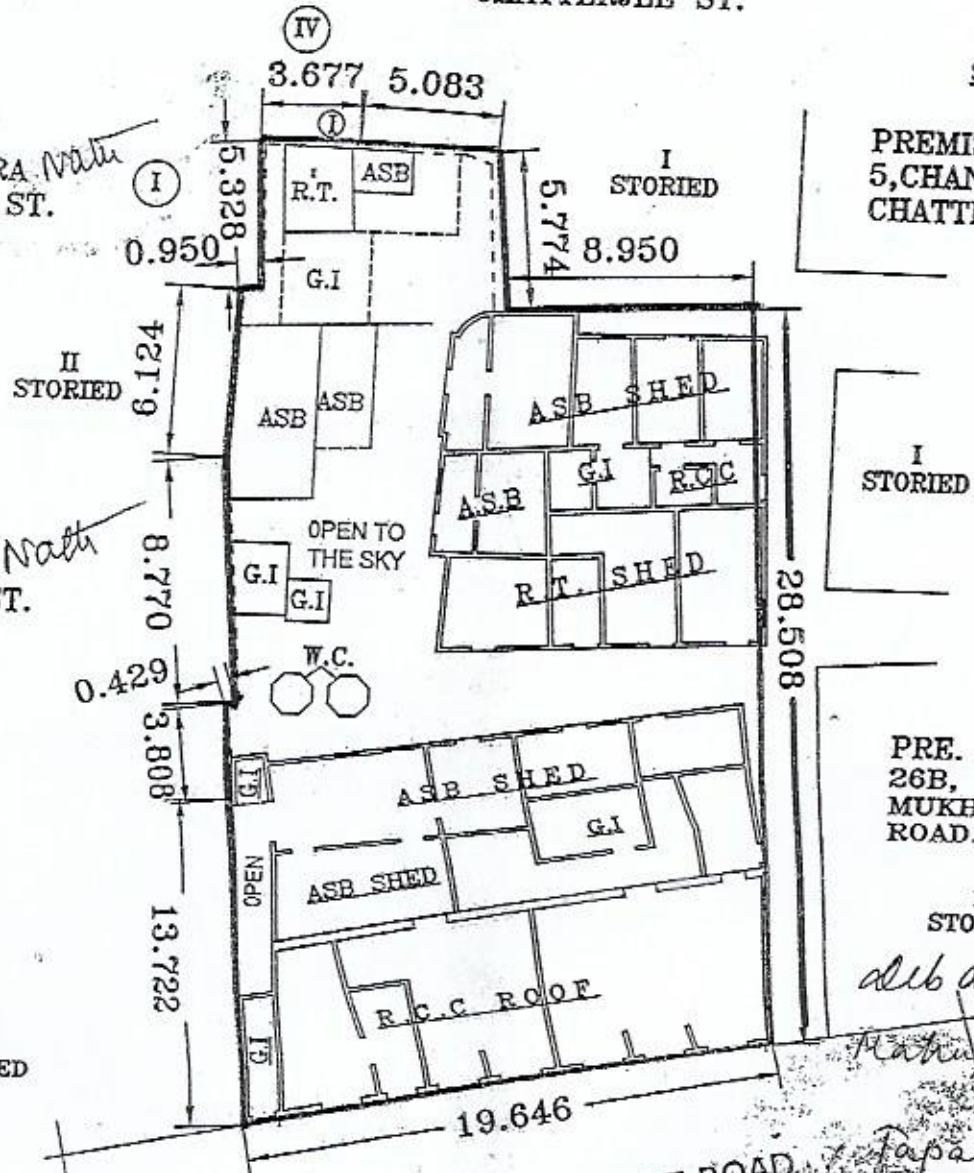 ST.
IV
3.677 5.083
I
5.328
RA Nath
ST.
I
R.T.
ASB
I
STORIED
PREMIS
5,CHAN
CHATTE
5.774
8.950
0.950
G.I
6.124
II
STORIED
ASB
ASB
ASB SHED
A.S.B
G.I
R.C.C
I
STORIED
OPEN TO
THE SKY
Nath
ST.
8.770
G.I
G.I
R.T. SHED
28.508
W.C.
0.429
3.808
G.I
ASB SHED
G.I
PRE.
26B,
MUKH
ROAD.
OPEN
ASB SHED
13.722
STO
R.C.C ROOF
G.I
ED
19.646
ROAD